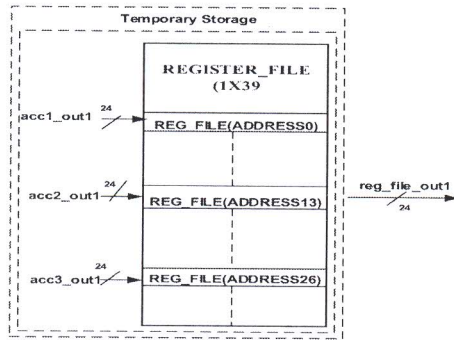 Temporary Storage
REGISTER_FILE
(1X39
24
acc1_out1
REG_FILE(ADDRESS0)
24
acc2_out1
REG_FILE(ADDRESS13)
reg_file_out1
24
24
acc3_out1
REG_FILE(ADDRESS26)